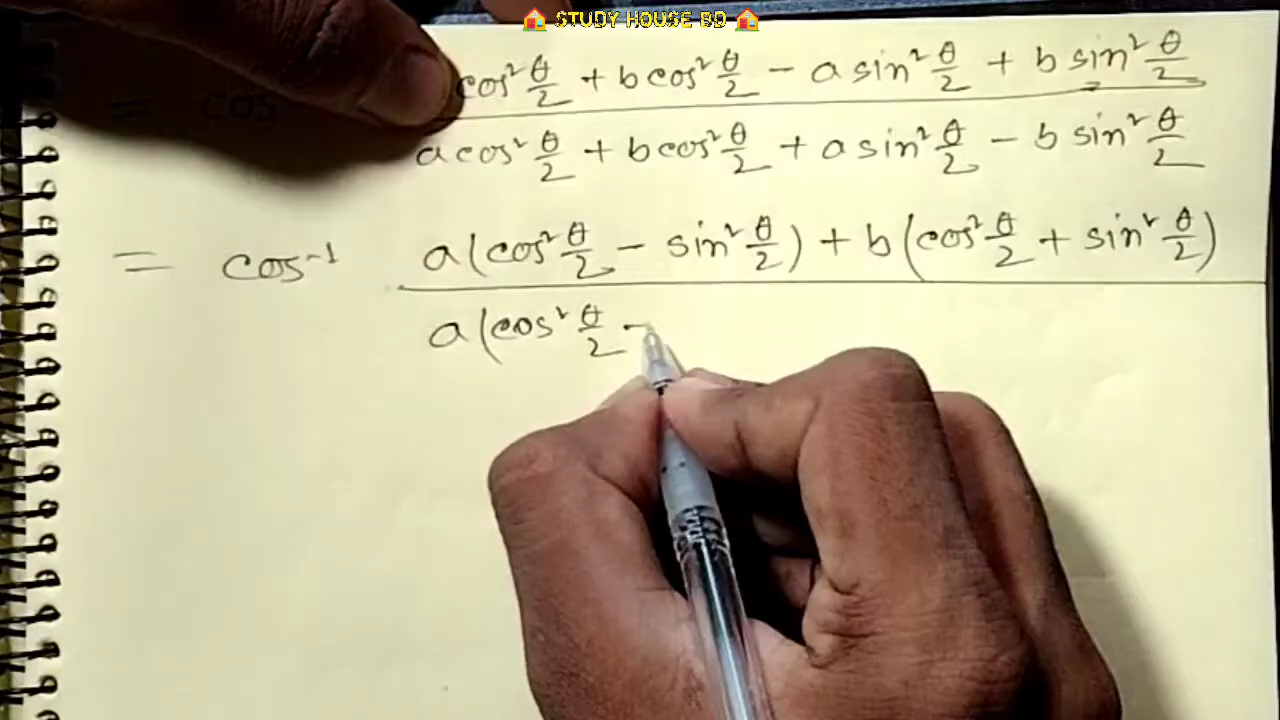 🏠 STUDY HOUSE BD 🏠
= cos cos² θ/2 + b cos² θ/2 − a sin² θ/2 + b sin² θ/2
a cos² θ/2 + b cos² θ/2 + a sin² θ/2 − b sin² θ/2
= cos⁻¹ a(cos² θ/2 − sin² θ/2) + b(cos² θ/2 + sin² θ/2)
a(cos² θ/2